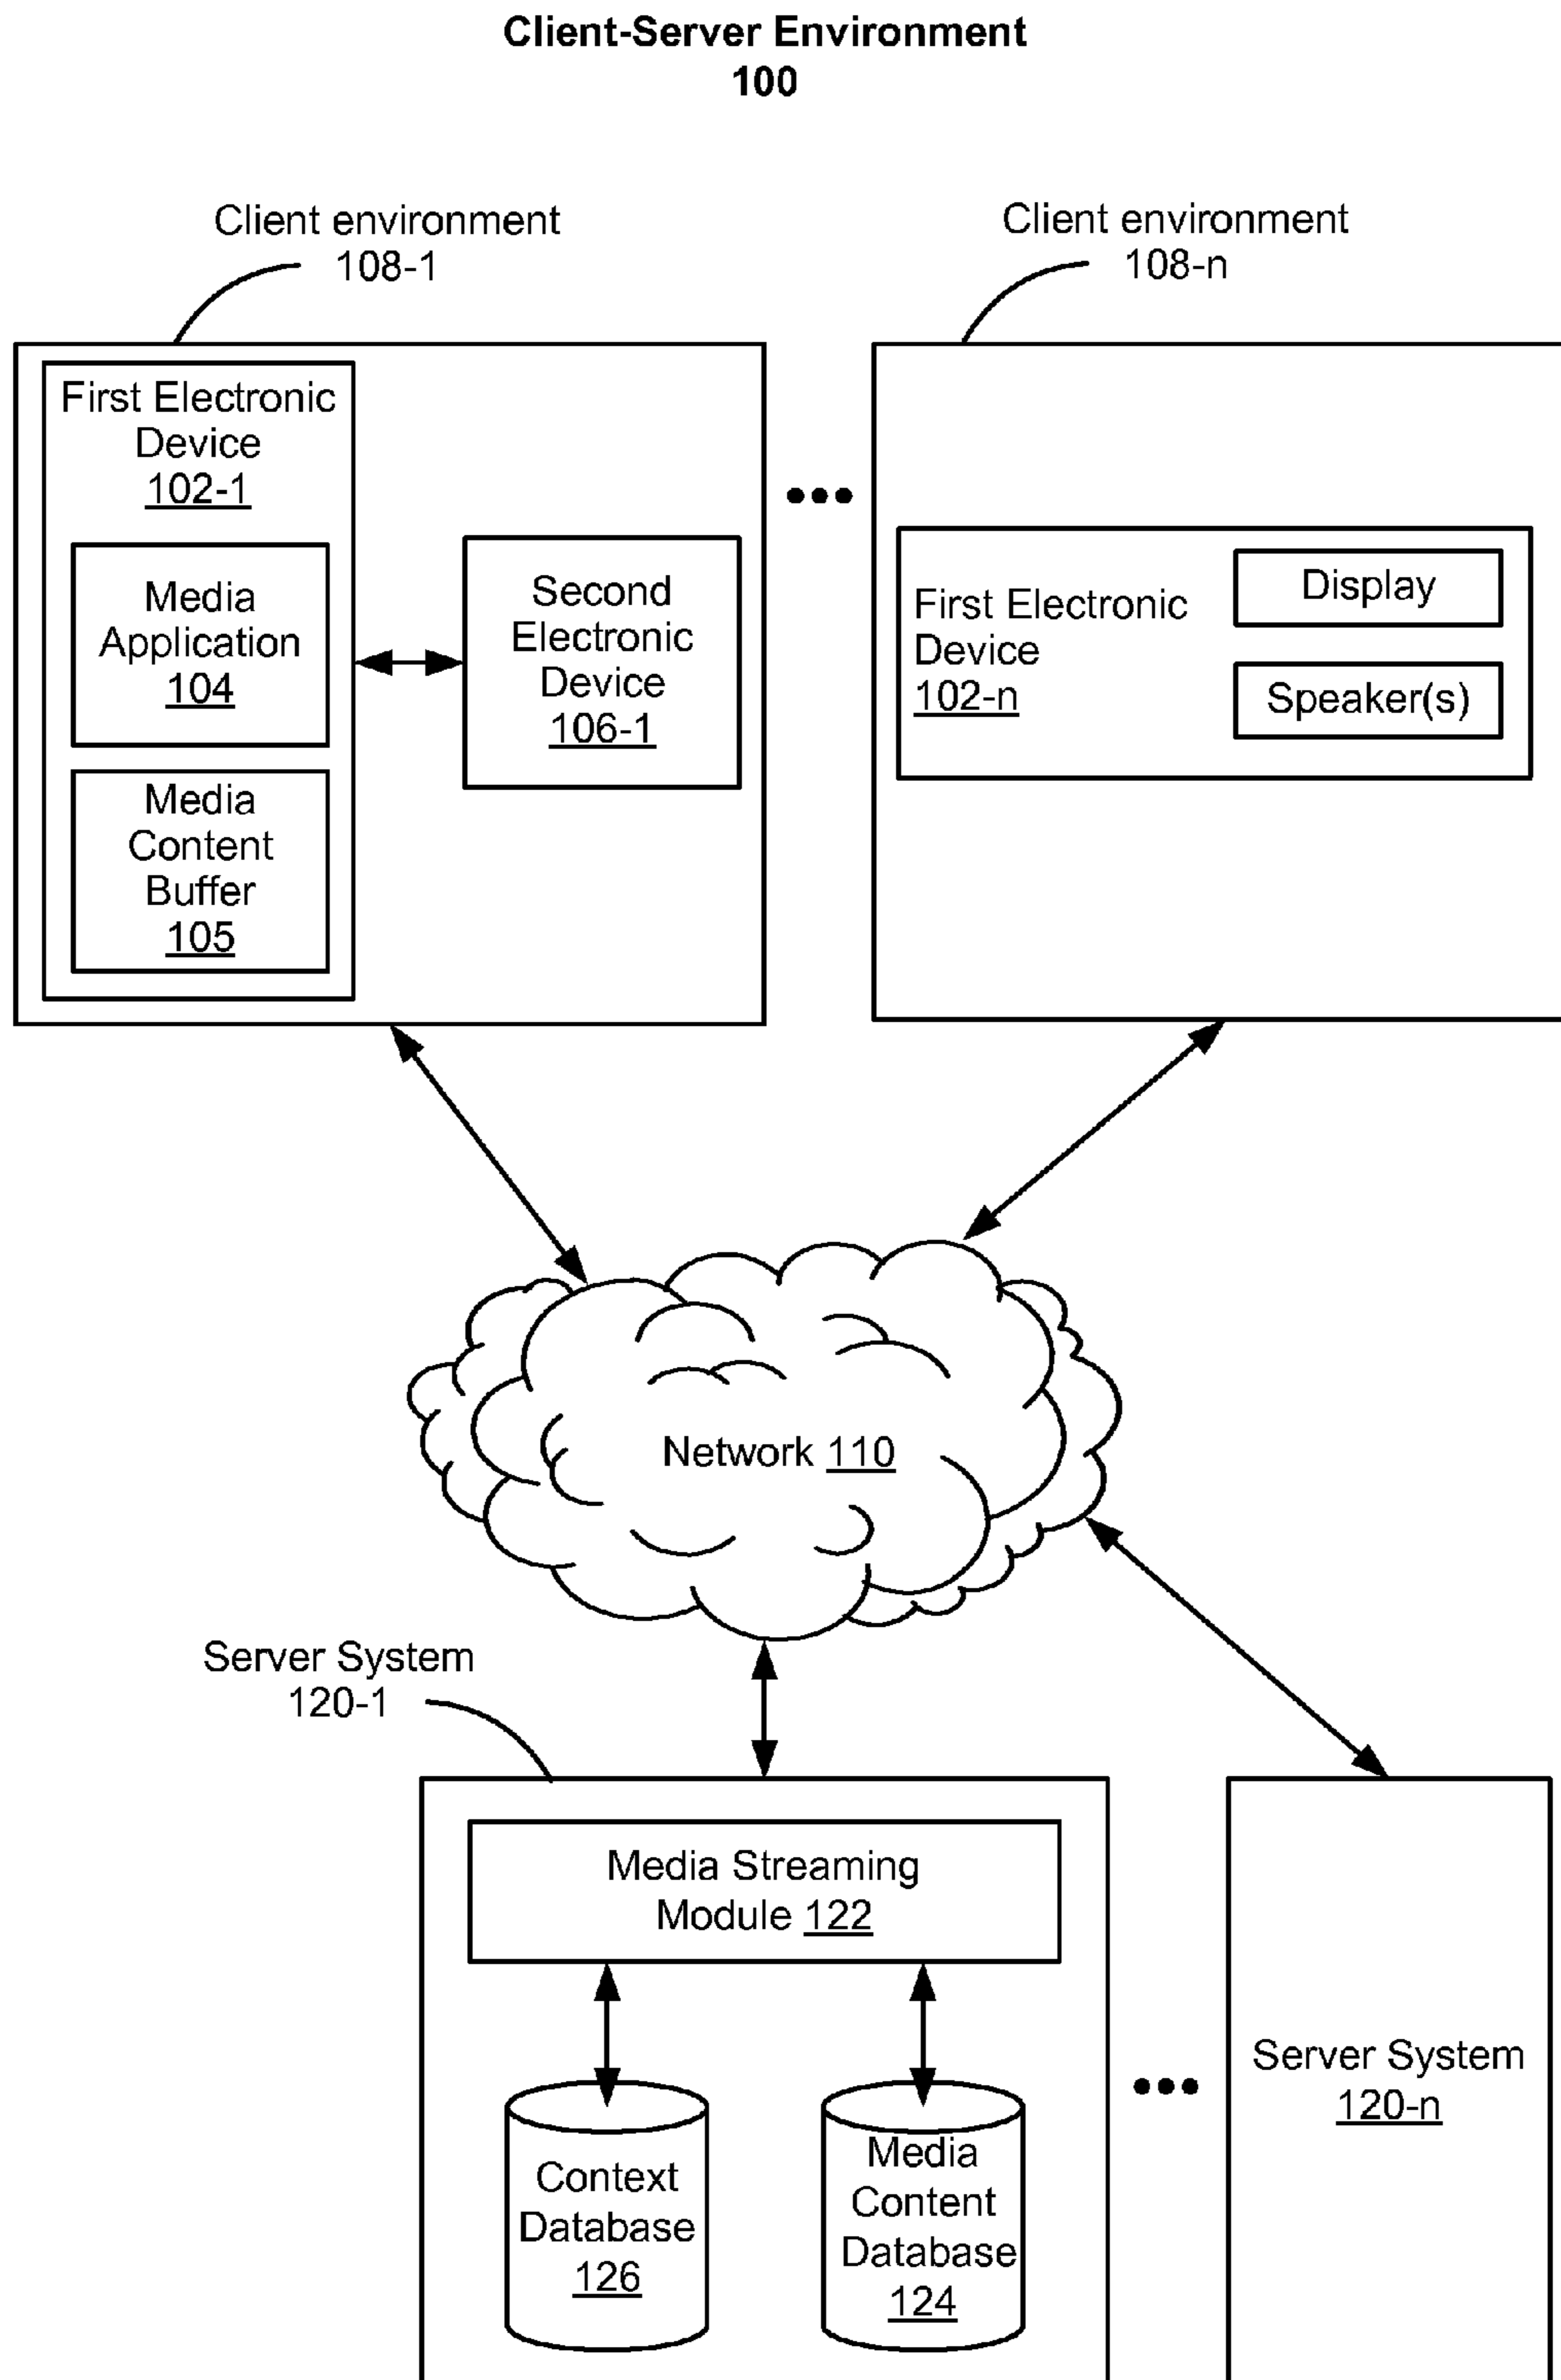 Client-Server Environment
100
Client environment
108-1
Client environment
108-n
First Electronic
Device
102-1
Media
Application
104
Media
Content
Buffer
105
Second
Electronic
Device
106-1
First Electronic
Device
102-n
Display
Speaker(s)
Network 110
Server System
120-1
Media Streaming
Module 122
Context
Database
126
Media
Content
Database
124
Server System
120-n